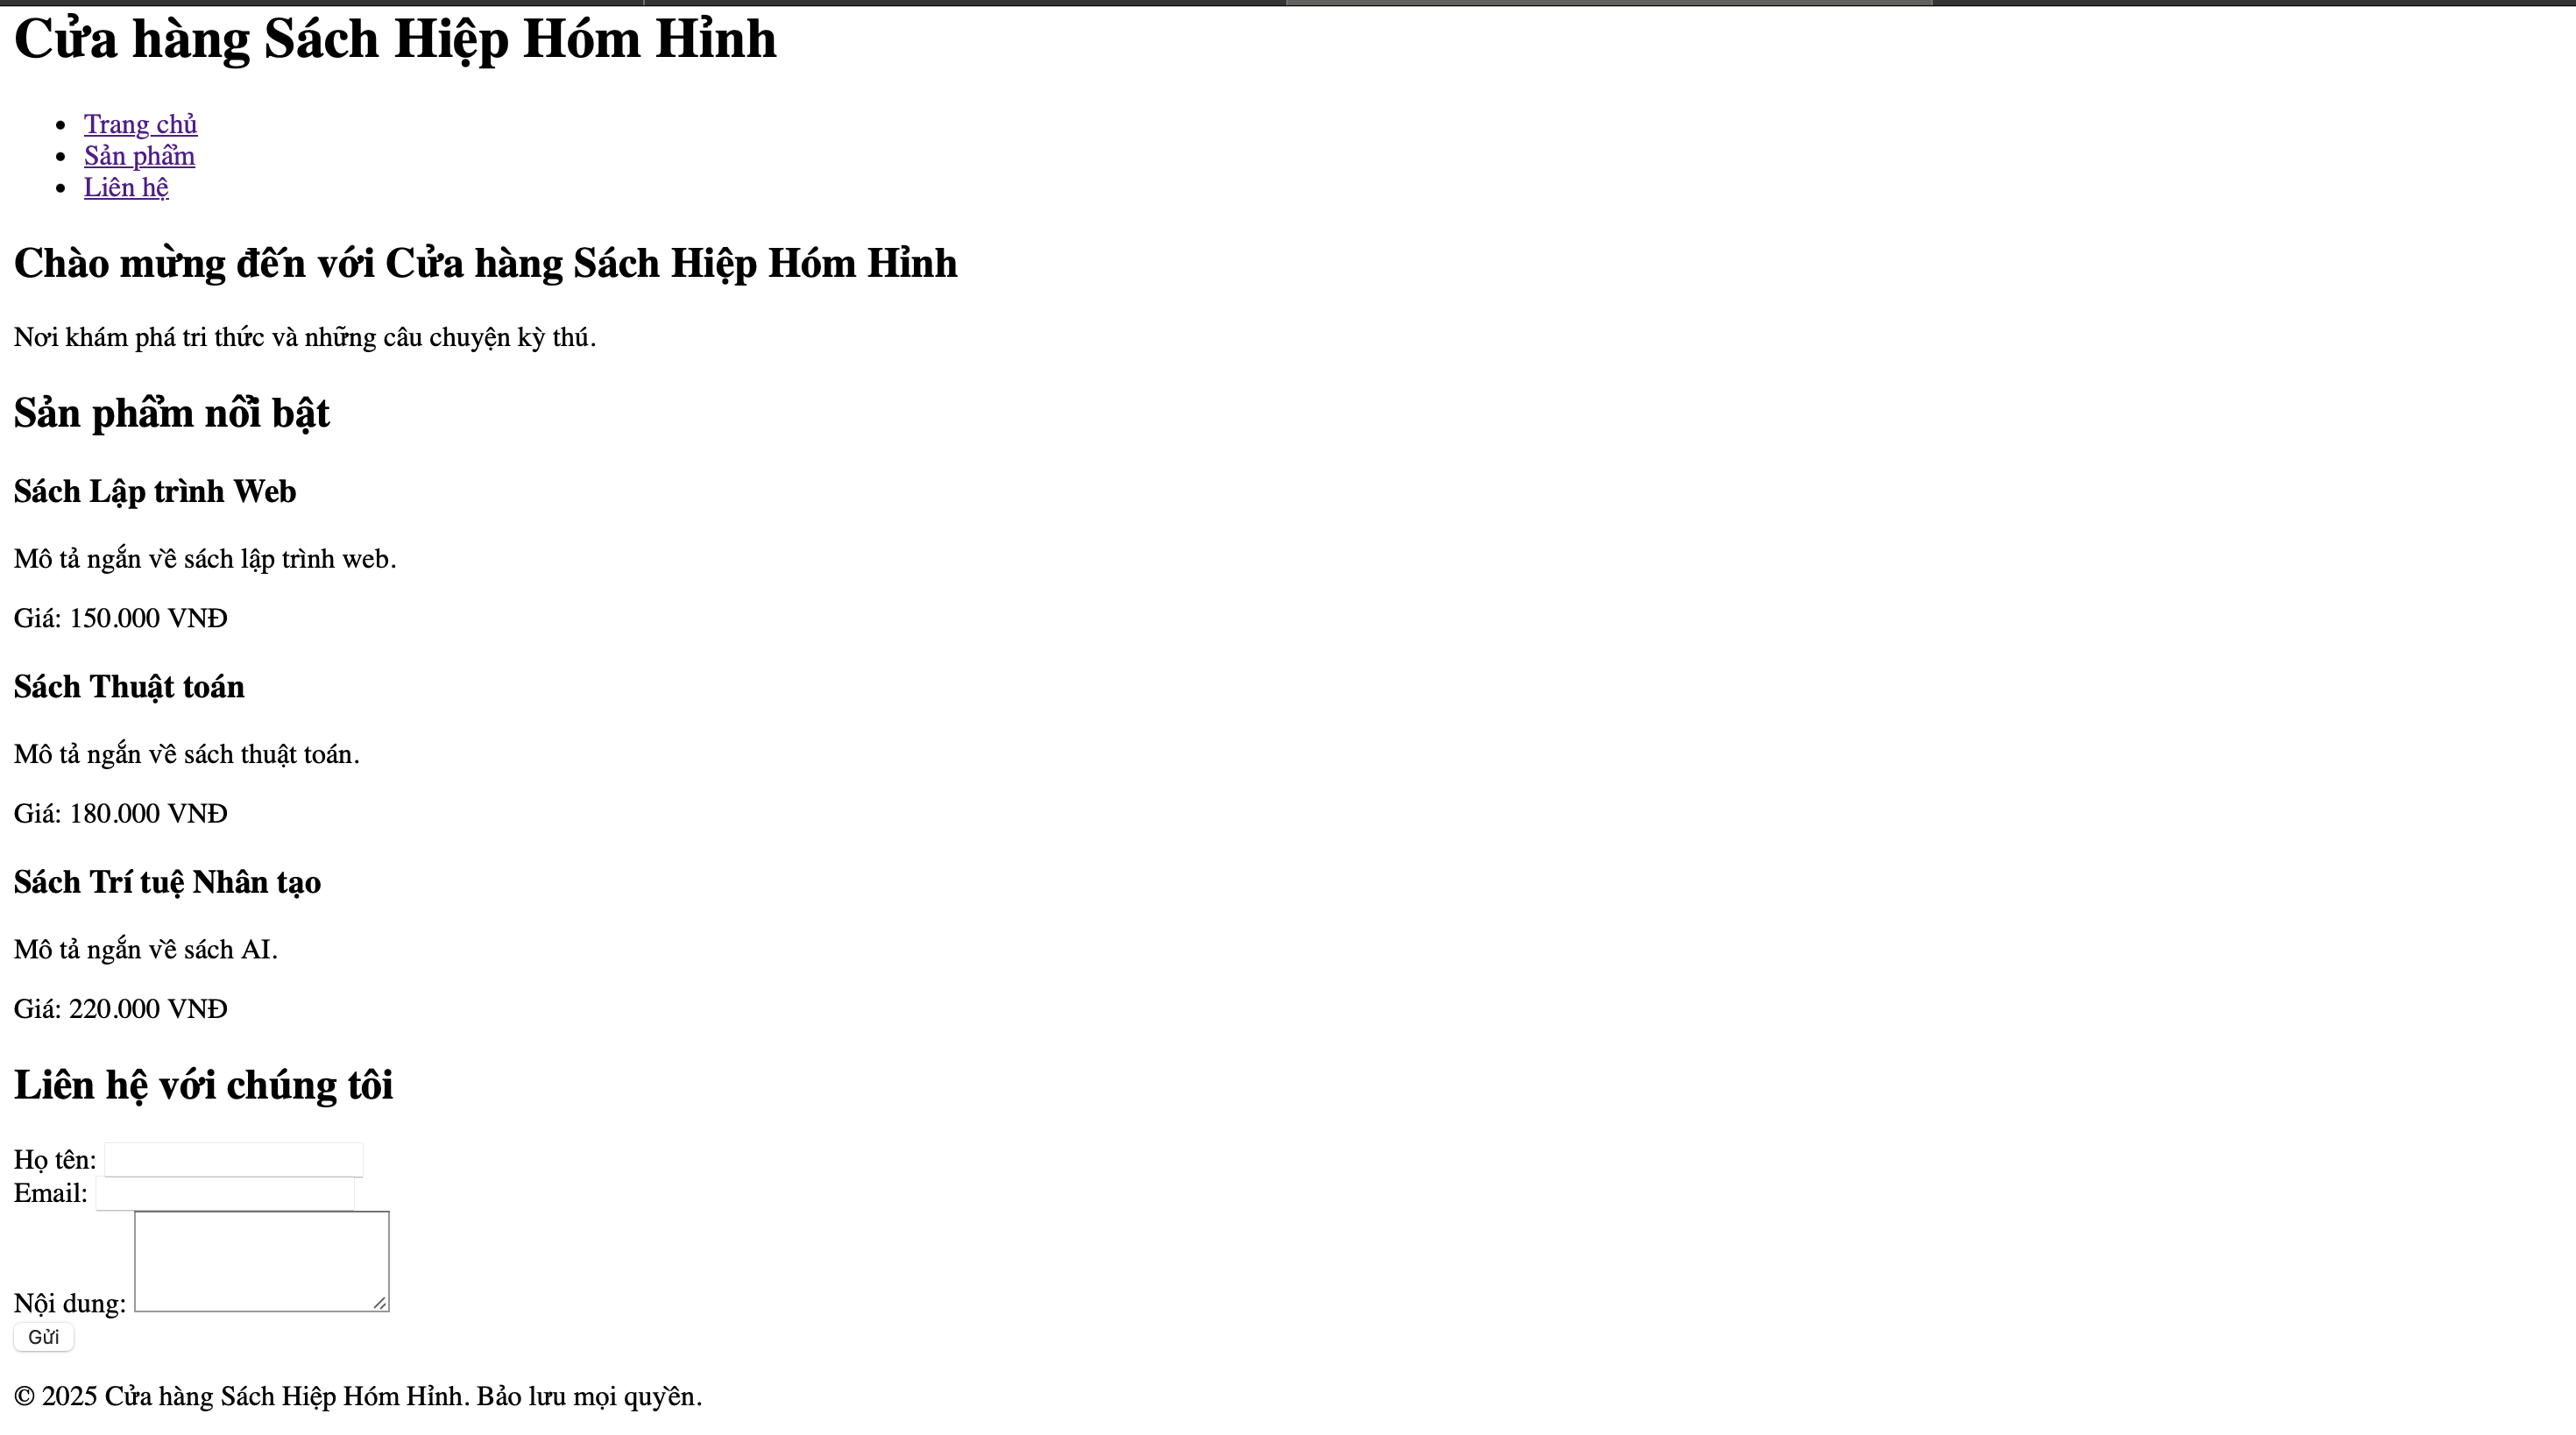 Cửa hàng Sách Hiệp Hóm Hỉnh
Trang chủ
Sản phẩm
Liên hệ
Chào mừng đến với Cửa hàng Sách Hiệp Hóm Hỉnh
Nơi khám phá tri thức và những câu chuyện kỳ thú.
Sản phẩm nổi bật
Sách Lập trình Web
Mô tả ngắn về sách lập trình web.
Giá: 150.000 VNĐ
Sách Thuật toán
Mô tả ngắn về sách thuật toán.
Giá: 180.000 VNĐ
Sách Trí tuệ Nhân tạo
Mô tả ngắn về sách AI.
Giá: 220.000 VNĐ
Liên hệ với chúng tôi
Họ tên:
Email:
Nội dung:
Gửi
© 2025 Cửa hàng Sách Hiệp Hóm Hỉnh. Bảo lưu mọi quyền.